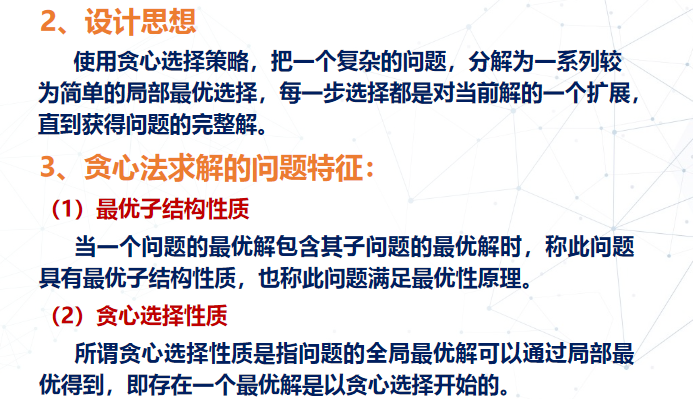 2、设计思想
使用贪心选择策略，把一个复杂的问题，分解为一系列较
为简单的局部最优选择，每一步选择都是对当前解的一个扩展，
直到获得问题的完整解。
3、贪心法求解的问题特征：
（1）最优子结构性质
当一个问题的最优解包含其子问题的最优解时，称此问题
具有最优子结构性质，也称此问题满足最优性原理。
（2）贪心选择性质
所谓贪心选择性质是指问题的全局最优解可以通过局部最
优得到，即存在一个最优解是以贪心选择开始的。